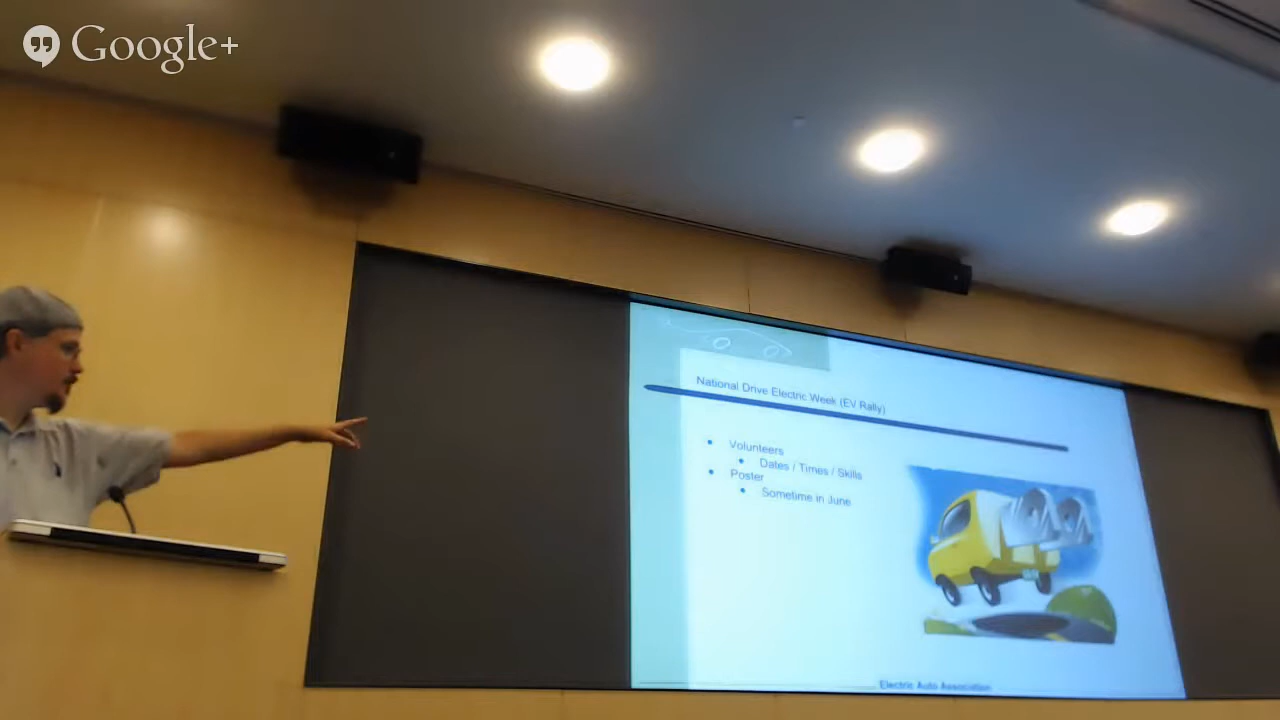 Google+
National Drive Electric Week (EV Rally)
• Volunteers
• Dates / Times / Skills
• Poster
• Sometime in June
Electric Auto Association